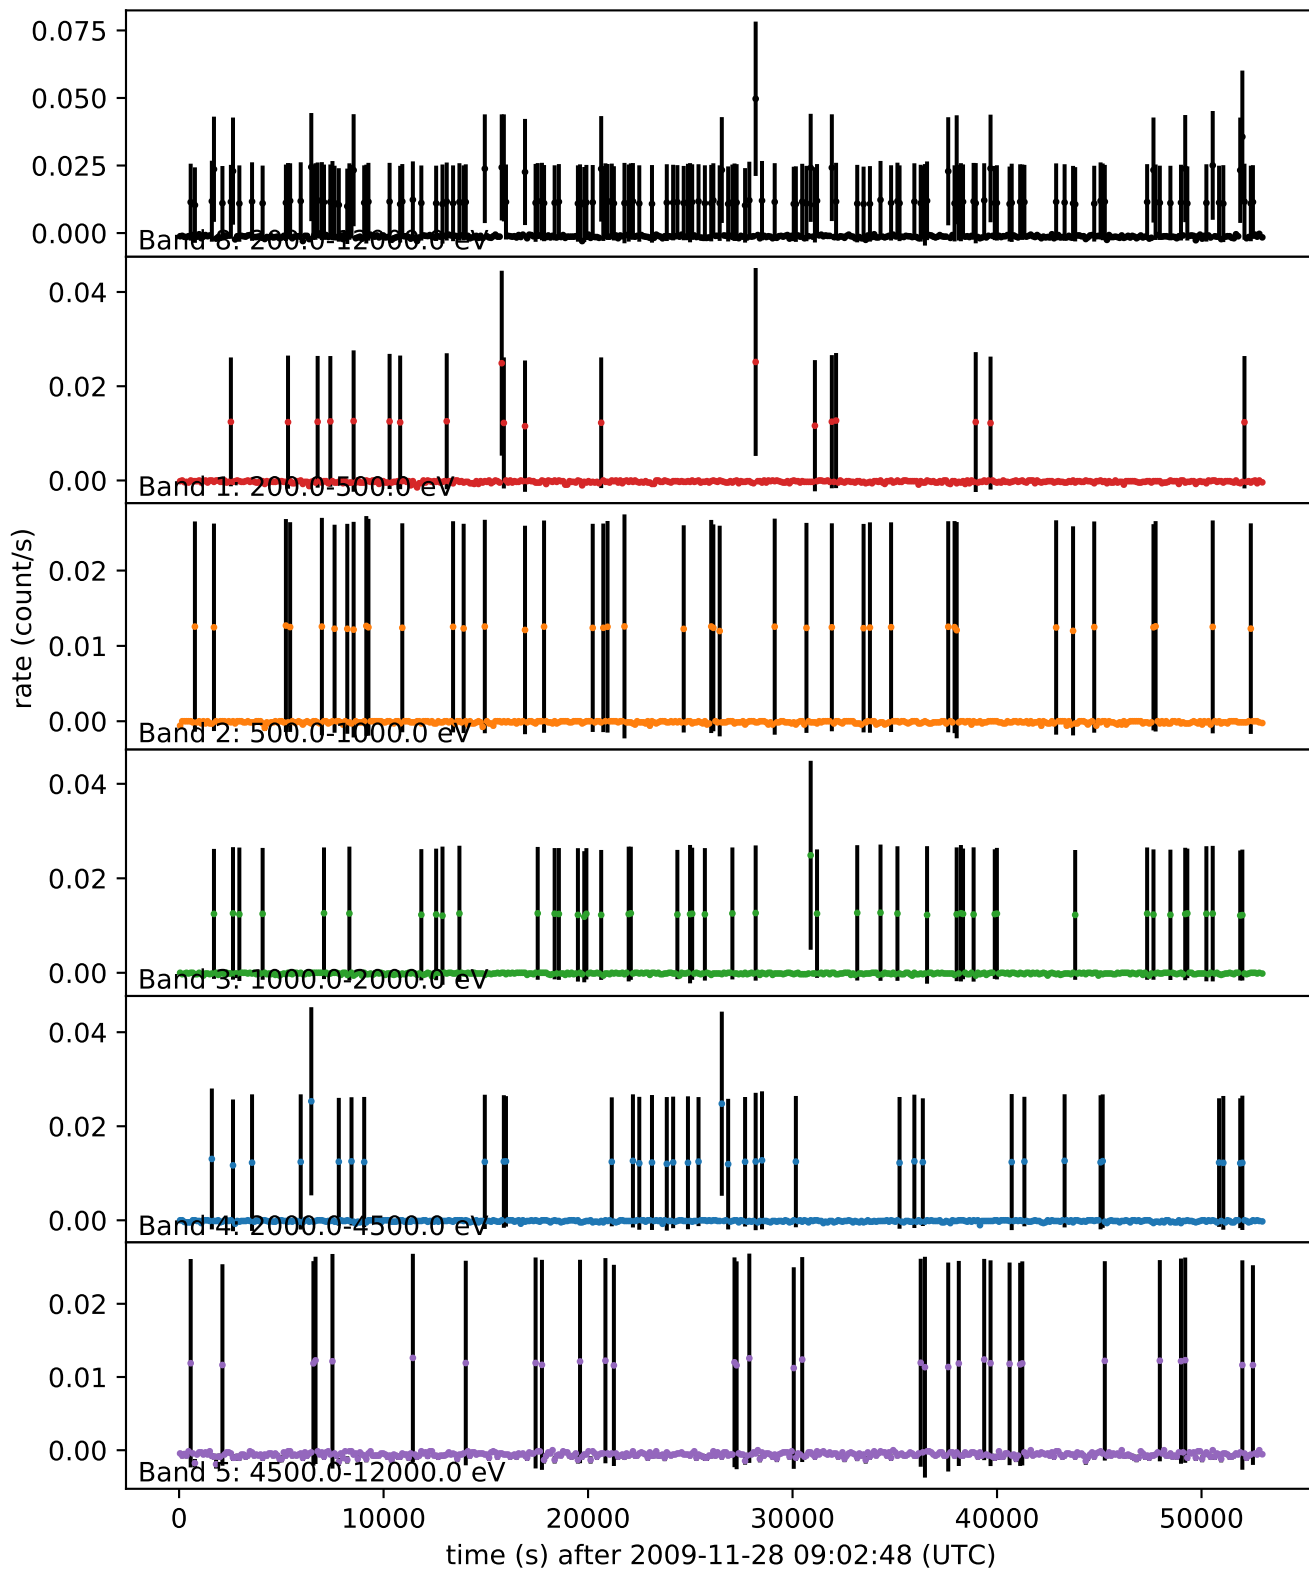 0.075
0.050
0.025
0.000
Band 8: 200.0-12000.0 eV
0.04
0.02
0.00
Band 1: 200.0-500.0 eV
rate (count/s)
0.02
0.01
0.00
Band 2: 500.0-1000.0 eV
0.04
0.02
0.00
Band 3: 1000.0-2000.0 eV
0.04
0.02
0.00
Band 4: 2000.0-4500.0 eV
0.02
0.01
0.00
Band 5: 4500.0-12000.0 eV
0 10000 20000 30000 40000 50000
time (s) after 2009-11-28 09:02:48 (UTC)